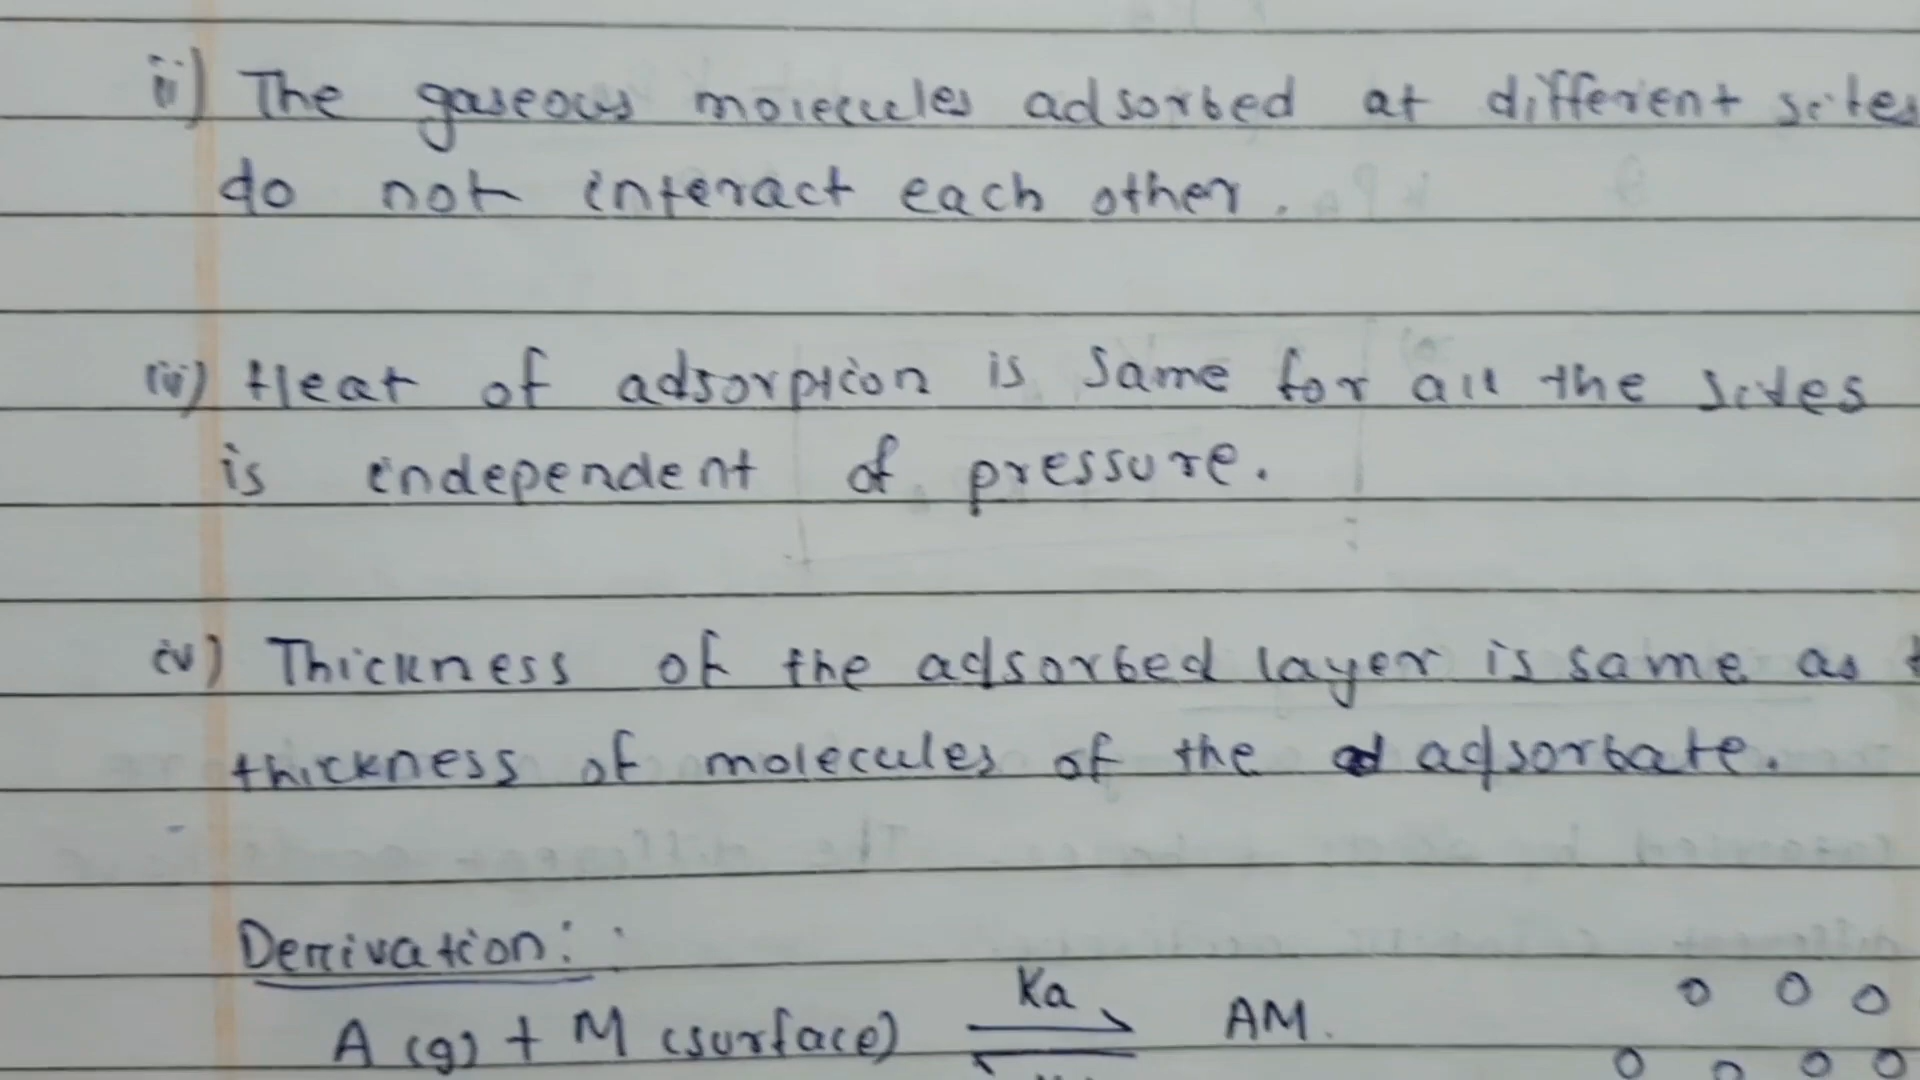 ii) The gaseous molecules adsorbed at different sites
do not interact each other.
iii) Heat of adsorption is same for all the sites
is independent of pressure.
iv) Thickness of the adsorbed layer is same as
thickness of molecules of the adsorbate.
Derivation:
A (g) + M (surface) ⇌ AM.
Ka